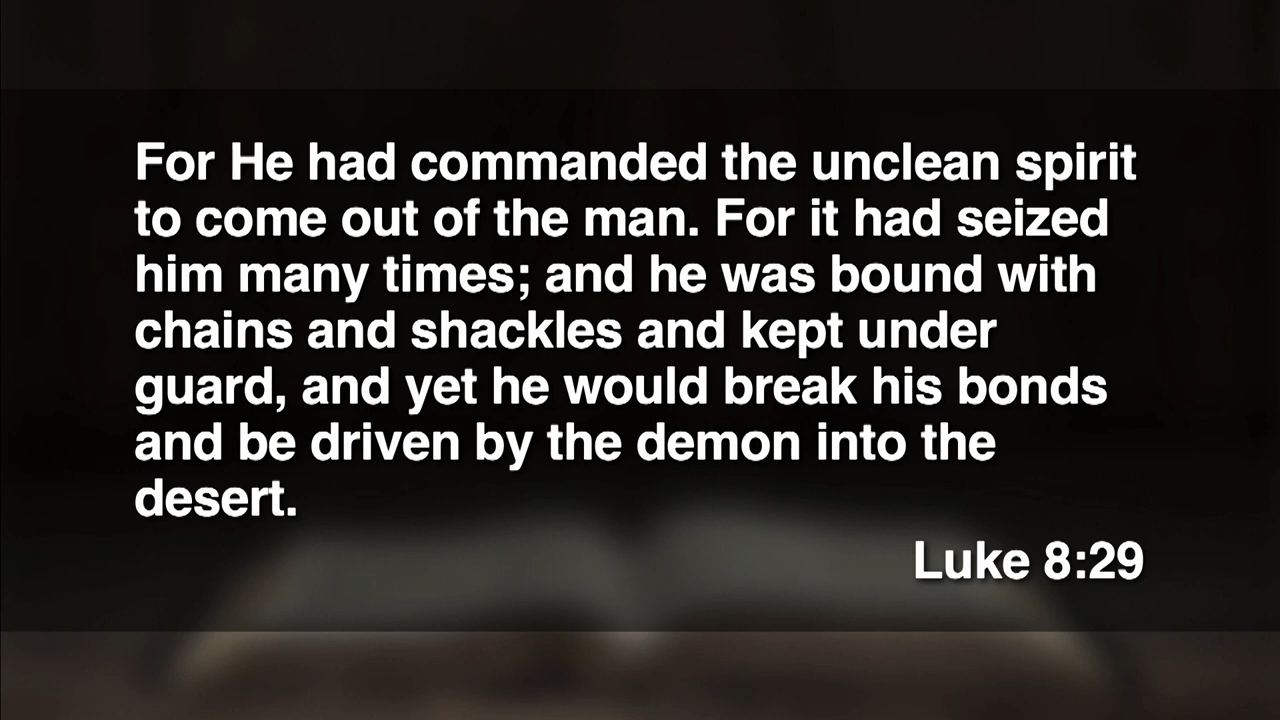 For He had commanded the unclean spirit
to come out of the man. For it had seized
him many times; and he was bound with
chains and shackles and kept under
guard, and yet he would break his bonds
and be driven by the demon into the
desert.
Luke 8:29